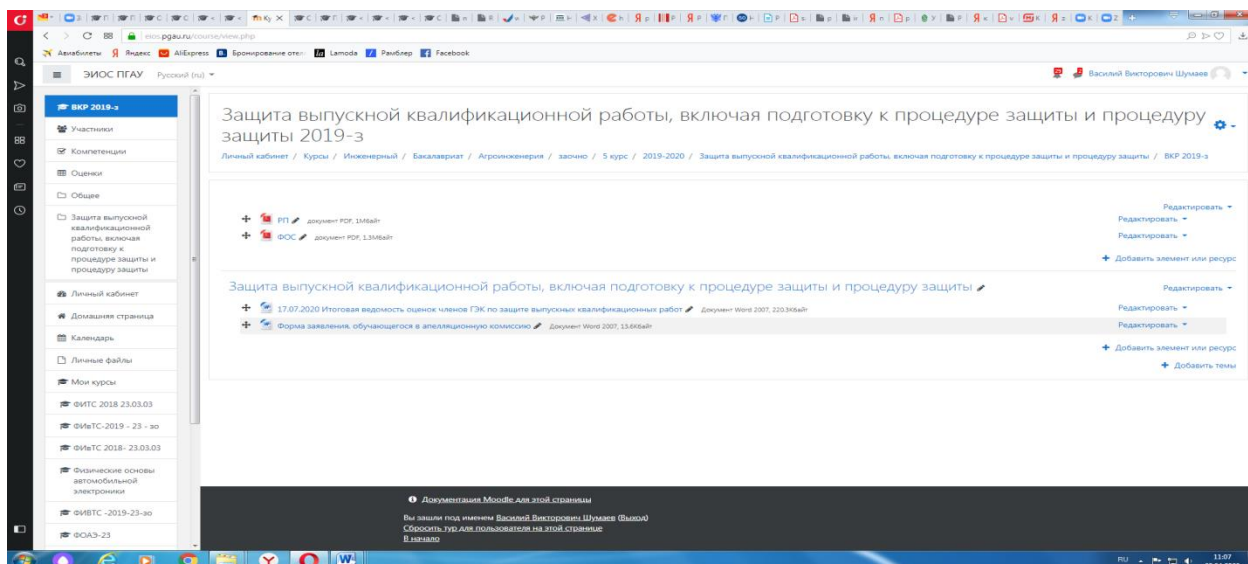 eios.pgau.ru/course/view.php
Авиабилеты Яндекс AliExpress Бронирование отел Lamoda Рамблер Facebook
ЭИОС ПГАУ Русский (ru)
Василий Викторович Шумаев
ВКР 2019-з
Участники
Компетенции
Оценки
Общее
Защита выпускной
квалификационной
работы, включая
подготовку к
процедуре защиты и
процедуру защиты
Личный кабинет
Домашняя страница
Календарь
Личные файлы
Мои курсы
ФИТС 2018 23.03.03
ФИвТС-2019 - 23 - зо
ФИвТС 2018- 23.03.03
Физические основы
автомобильной
электроники
ФИВТС -2019-23-зо
ФОАЭ-23
Защита выпускной квалификационной работы, включая подготовку к процедуре защиты и процедуру
защиты 2019-з
Личный кабинет / Курсы / Инженерный / Бакалавриат / Агроинженерия / заочно / 5 курс / 2019-2020 / Защита выпускной квалификационной работы, включая подготовку к процедуре защиты и процедуру защиты / ВКР 2019-з
Редактировать
РП документ PDF, 1Мбайт Редактировать
ФОС документ PDF, 1.3Мбайт Редактировать
Добавить элемент или ресурс
Защита выпускной квалификационной работы, включая подготовку к процедуре защиты и процедуру защиты Редактировать
17.07.2020 Итоговая ведомость оценок членов ГЭК по защите выпускных квалификационных работ Документ Word 2007, 220.3Кбайт Редактировать
Форма заявления, обучающегося в апелляционную комиссию Документ Word 2007, 13.6Кбайт Редактировать
Добавить элемент или ресурс
Добавить темы
Документация Moodle для этой страницы
Вы зашли под именем Василий Викторович Шумаев (Выход)
Сбросить тур для пользователя на этой странице
В начало
RU 11:07